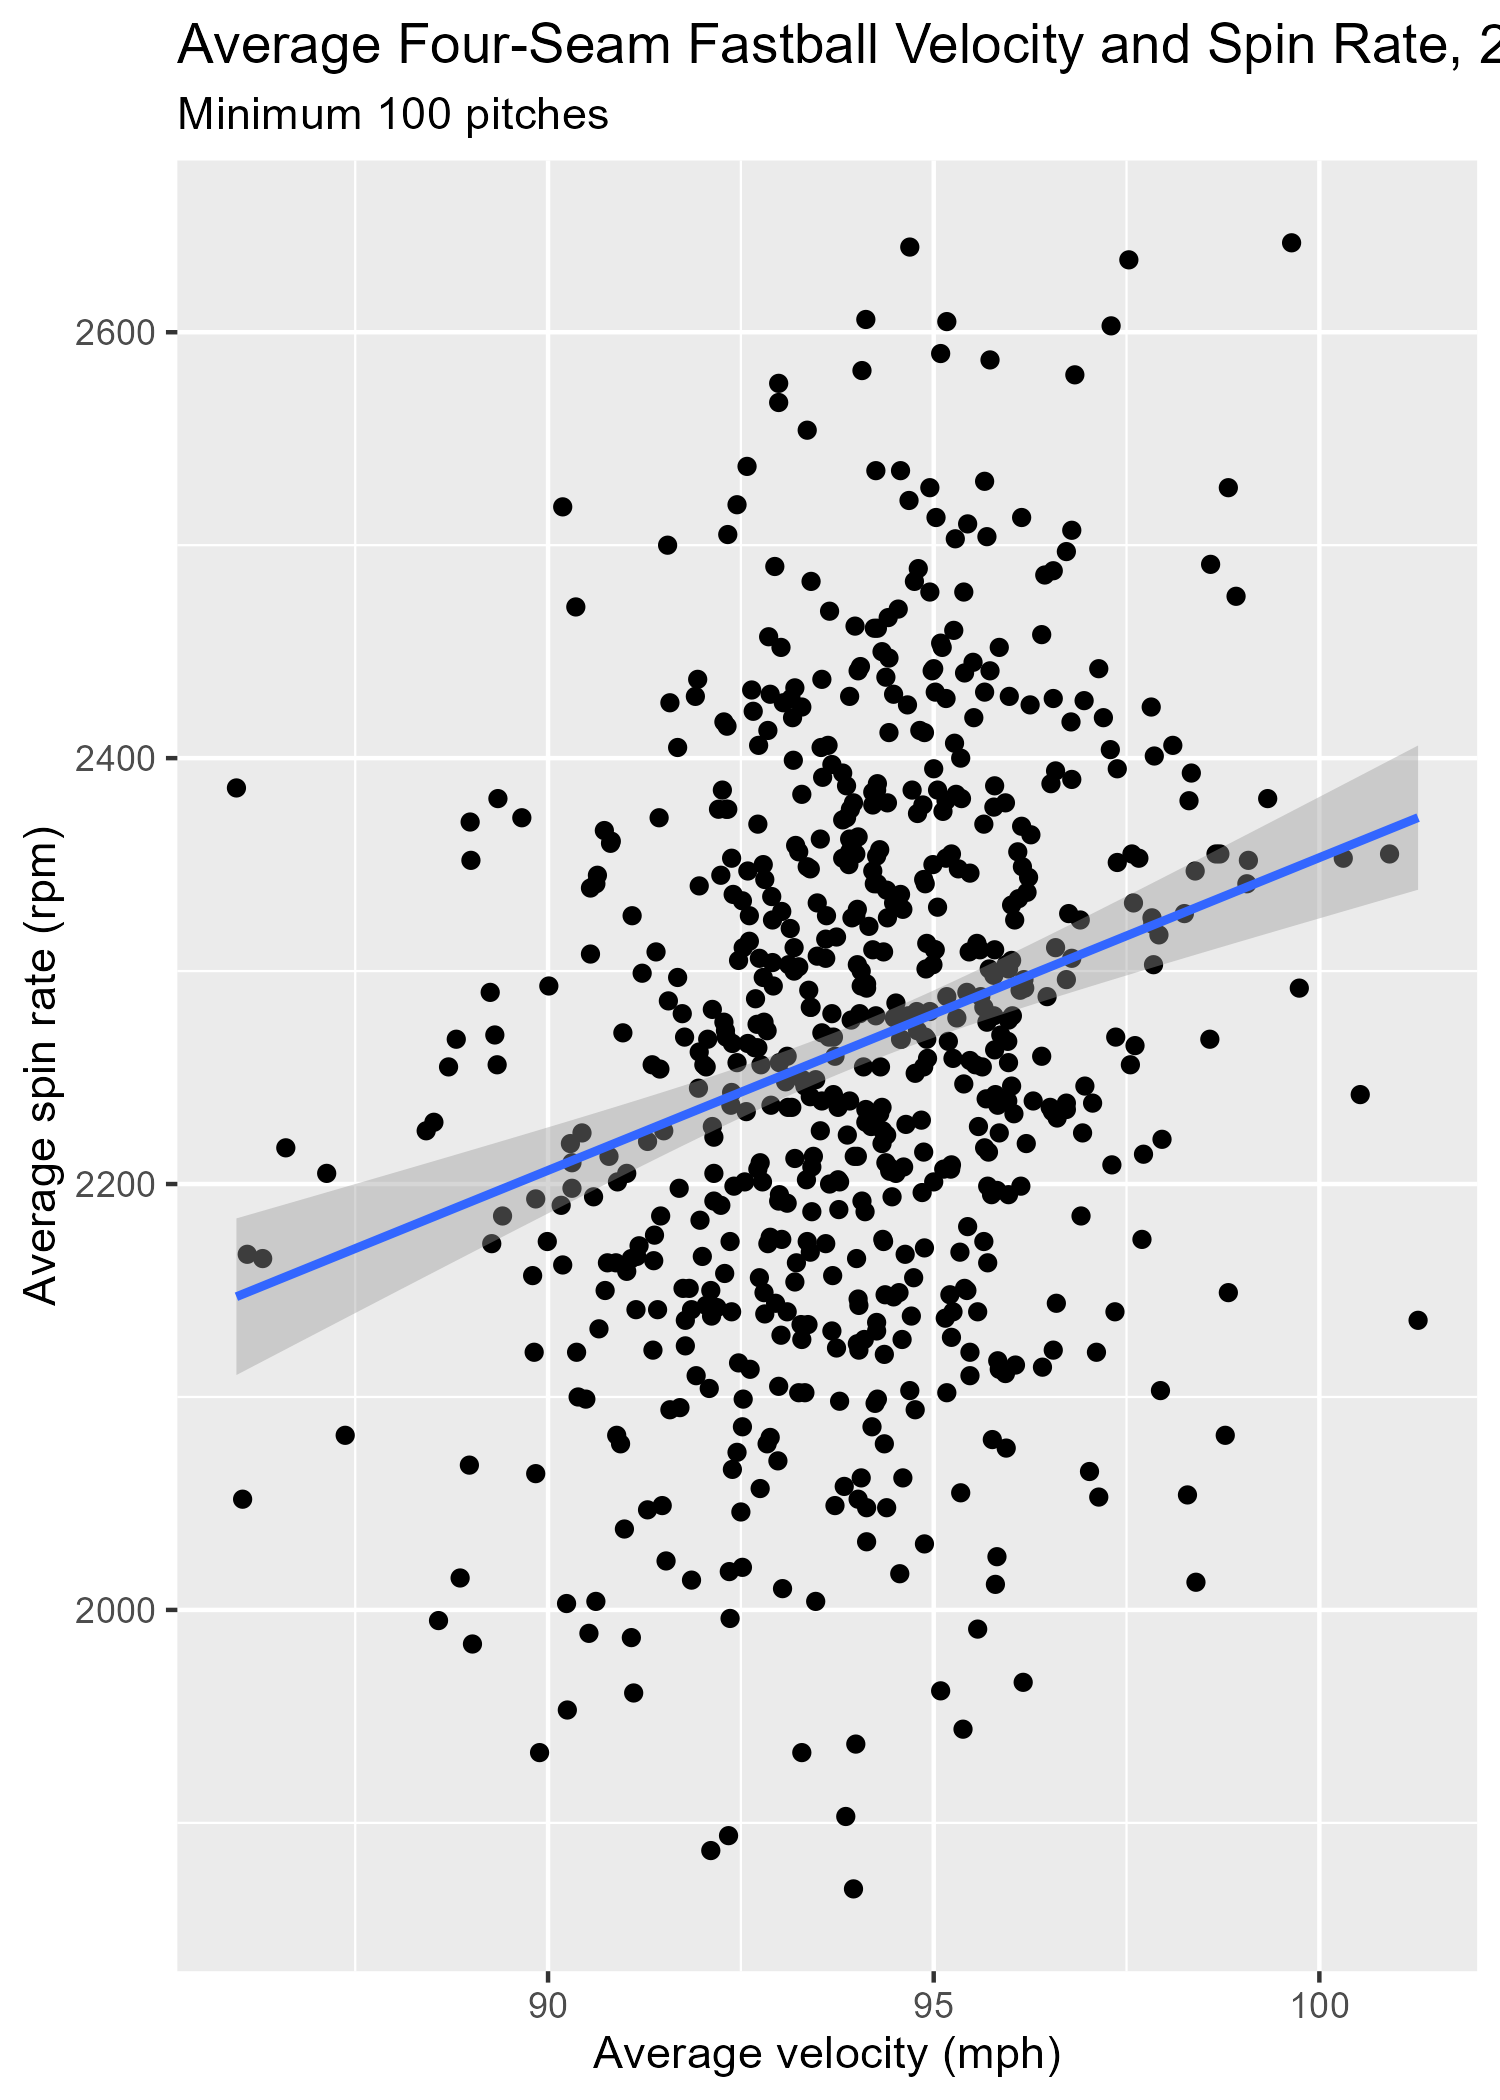 Average Four-Seam Fastball Velocity and Spin Rate, 2
Minimum 100 pitches
2600
2400
2200
2000
Average spin rate (rpm)
90 95 100
Average velocity (mph)